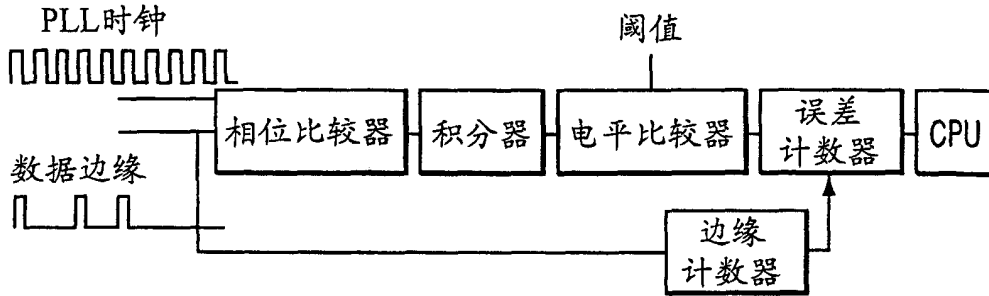 PLL时钟
阈值
相位比较器
积分器
电平比较器
误差
计数器
CPU
数据边缘
边缘
计数器